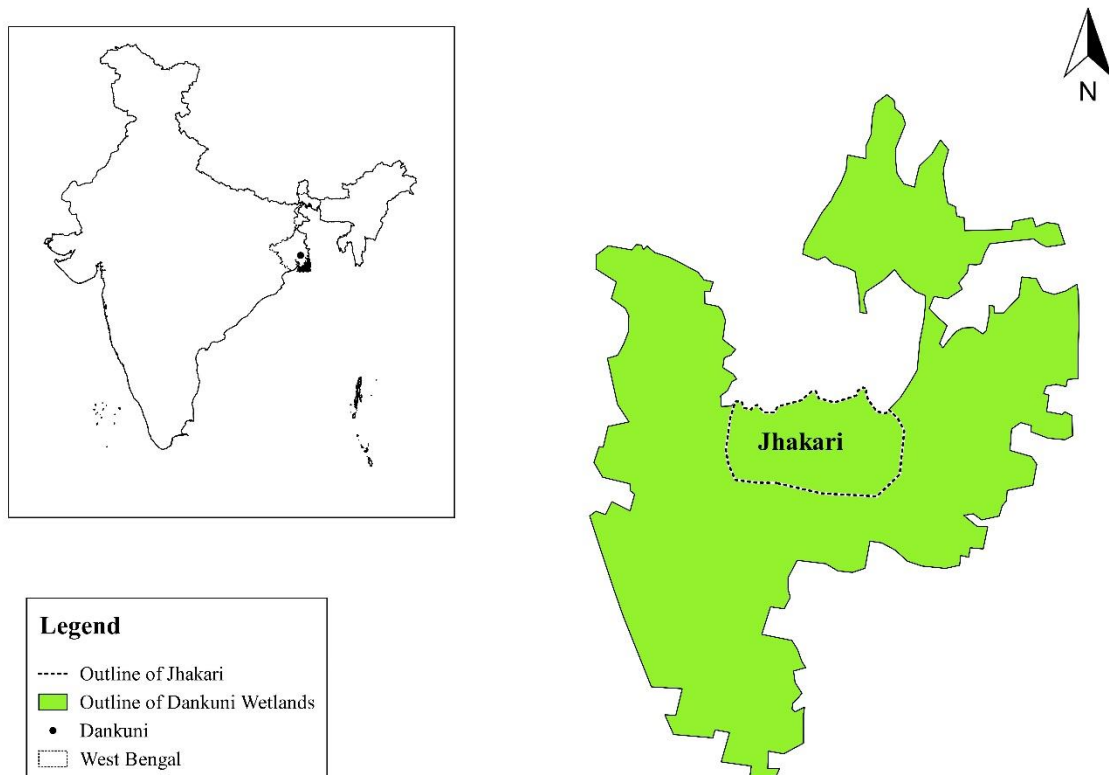 N
Jhakari
Legend
Outline of Jhakari
Outline of Dankuni Wetlands
Dankuni
West Bengal